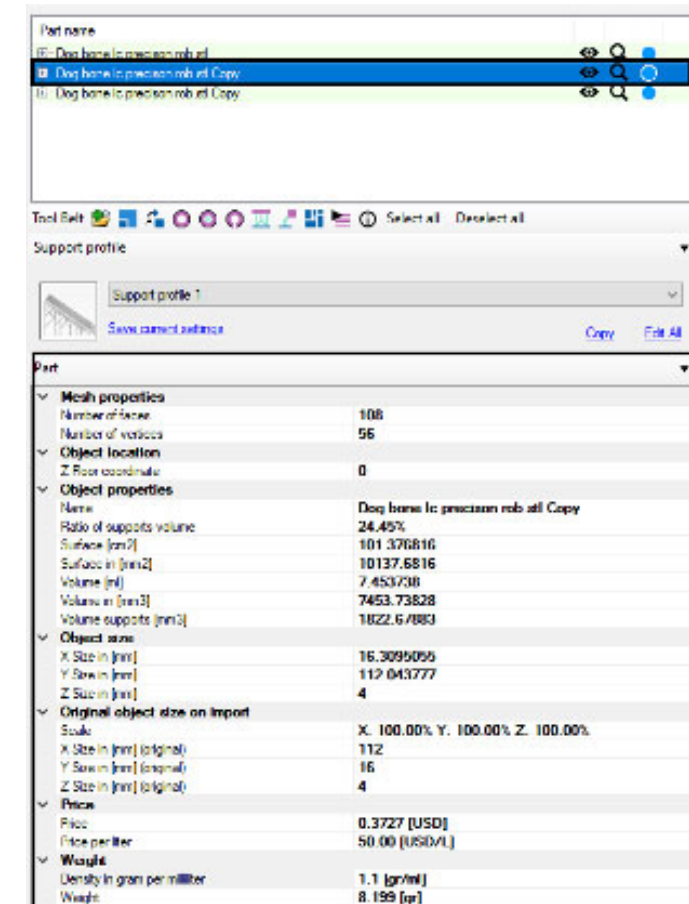 Part name
Dog bone lc precison rob.stl
Dog bone lc precison rob.stl Copy
Dog bone lc precison rob.stl Copy
Tool Belt Select all Deselect all
Support profile
Support profile 1
Save current settings Copy Edit All
Part
Mesh properties
Number of faces 108
Number of vertices 56
Object location
Z Floor coordinate 0
Object properties
Name Dog bone lc precison rob.stl Copy
Ratio of supports volume 24.45%
Surface [cm2] 101.376816
Surface in [mm2] 10137.6816
Volume [ml] 7.453738
Volume in [mm3] 7453.73828
Volume supports [mm3] 1822.67883
Object size
X Size in [mm] 16.3095055
Y Size in [mm] 112.043777
Z Size in [mm] 4
Original object size on import
Scale X: 100.00% Y: 100.00% Z: 100.00%
X Size in [mm] (original) 112
Y Size in [mm] (original) 16
Z Size in [mm] (original) 4
Price
Price 0.3727 [USD]
Price per liter 50.00 [USD/L]
Weight
Density in gram per milliliter 1.1 [gr/ml]
Weight 8.199 [gr]